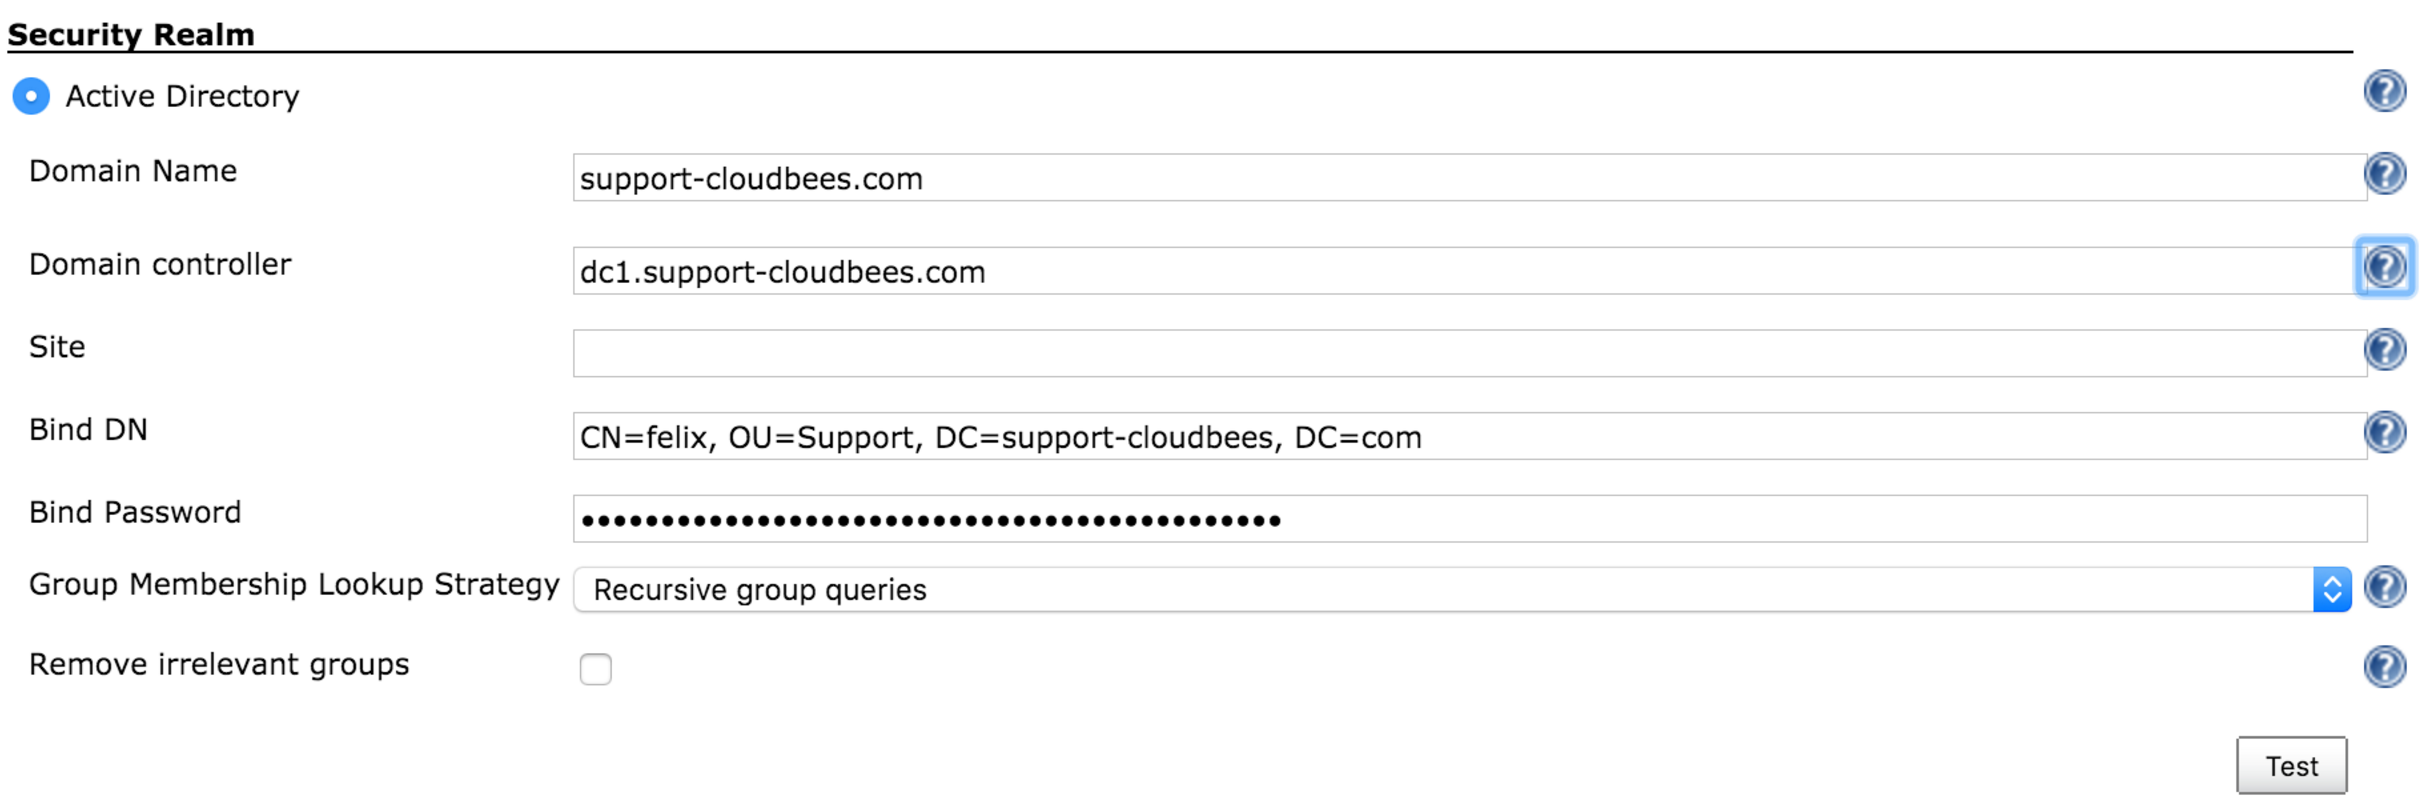 Security Realm
Active Directory
Domain Name support-cloudbees.com
Domain controller dc1.support-cloudbees.com
Site
Bind DN CN=felix, OU=Support, DC=support-cloudbees, DC=com
Bind Password ••••••••••••••••••••••••••••••••••••••••••••
Group Membership Lookup Strategy Recursive group queries
Remove irrelevant groups
Test